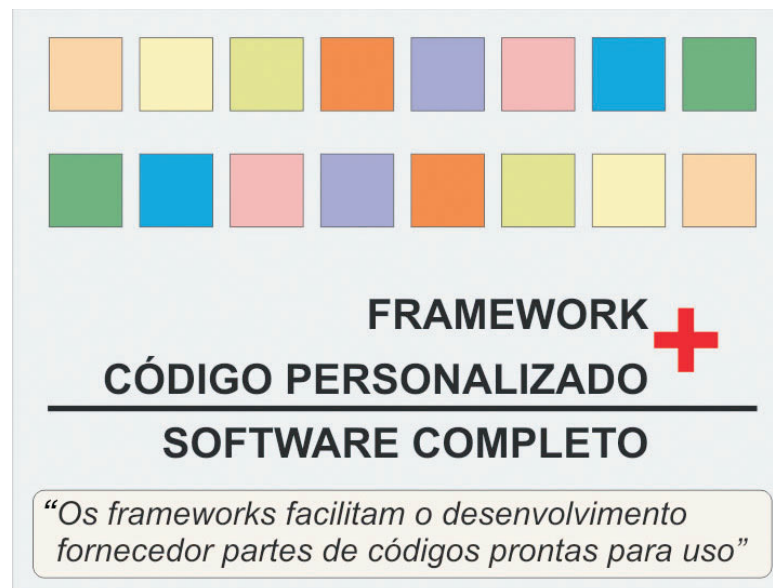 FRAMEWORK
+
CÓDIGO PERSONALIZADO
SOFTWARE COMPLETO
“Os frameworks facilitam o desenvolvimento
fornecedor partes de códigos prontas para uso”